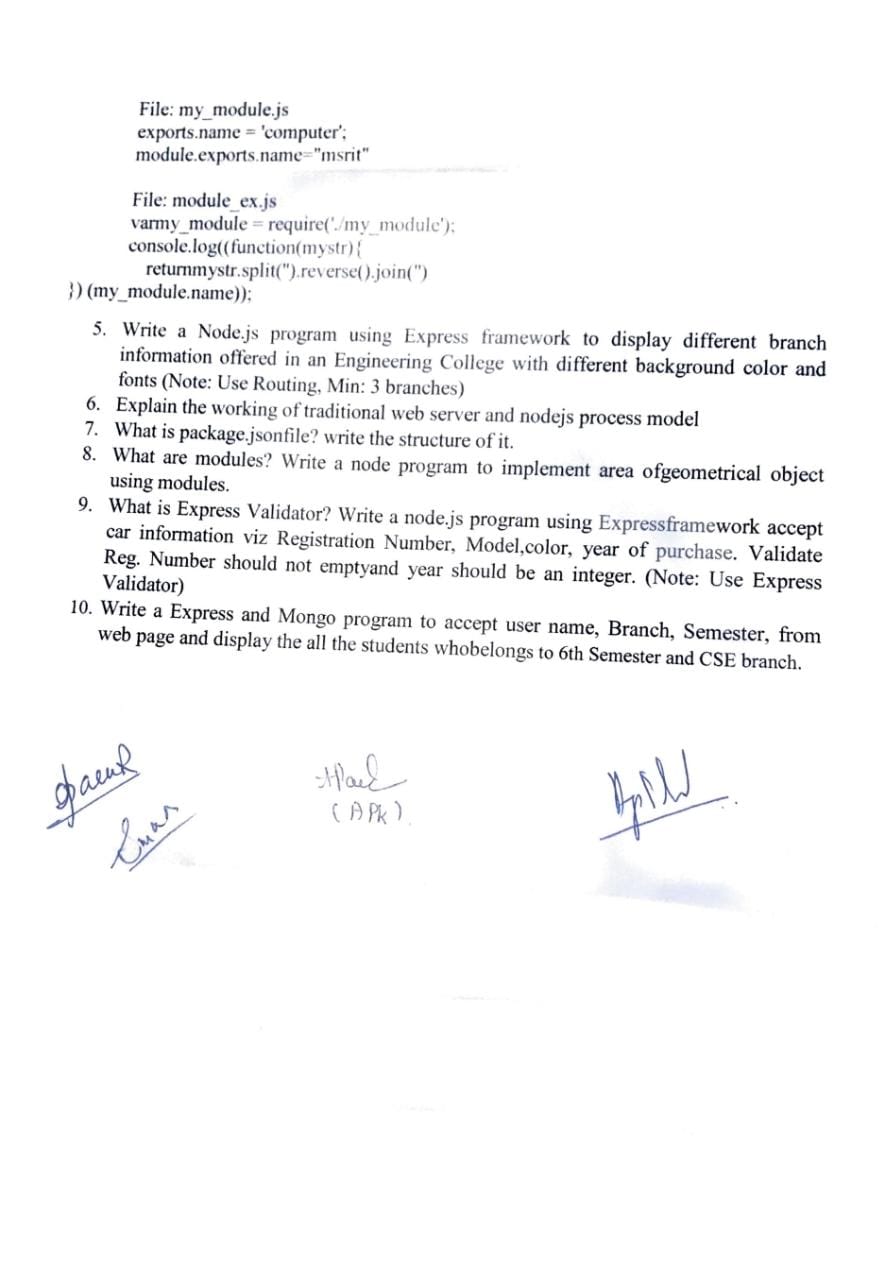 File: my_module.js
exports.name = 'computer';
module.exports.name="msrit"
File: module_ex.js
varmy_module = require('./my_module');
console.log((function(mystr){
returnmystr.split('').reverse().join('')
}) (my_module.name));
5. Write a Node.js program using Express framework to display different branch
information offered in an Engineering College with different background color and
fonts (Note: Use Routing, Min: 3 branches)
6. Explain the working of traditional web server and nodejs process model
7. What is package.jsonfile? write the structure of it.
8. What are modules? Write a node program to implement area ofgeometrical object
using modules.
9. What is Express Validator? Write a node.js program using Expressframework accept
car information viz Registration Number, Model,color, year of purchase. Validate
Reg. Number should not emptyand year should be an integer. (Note: Use Express
Validator)
10. Write a Express and Mongo program to accept user name, Branch, Semester, from
web page and display the all the students whobelongs to 6th Semester and CSE branch.
(APK)